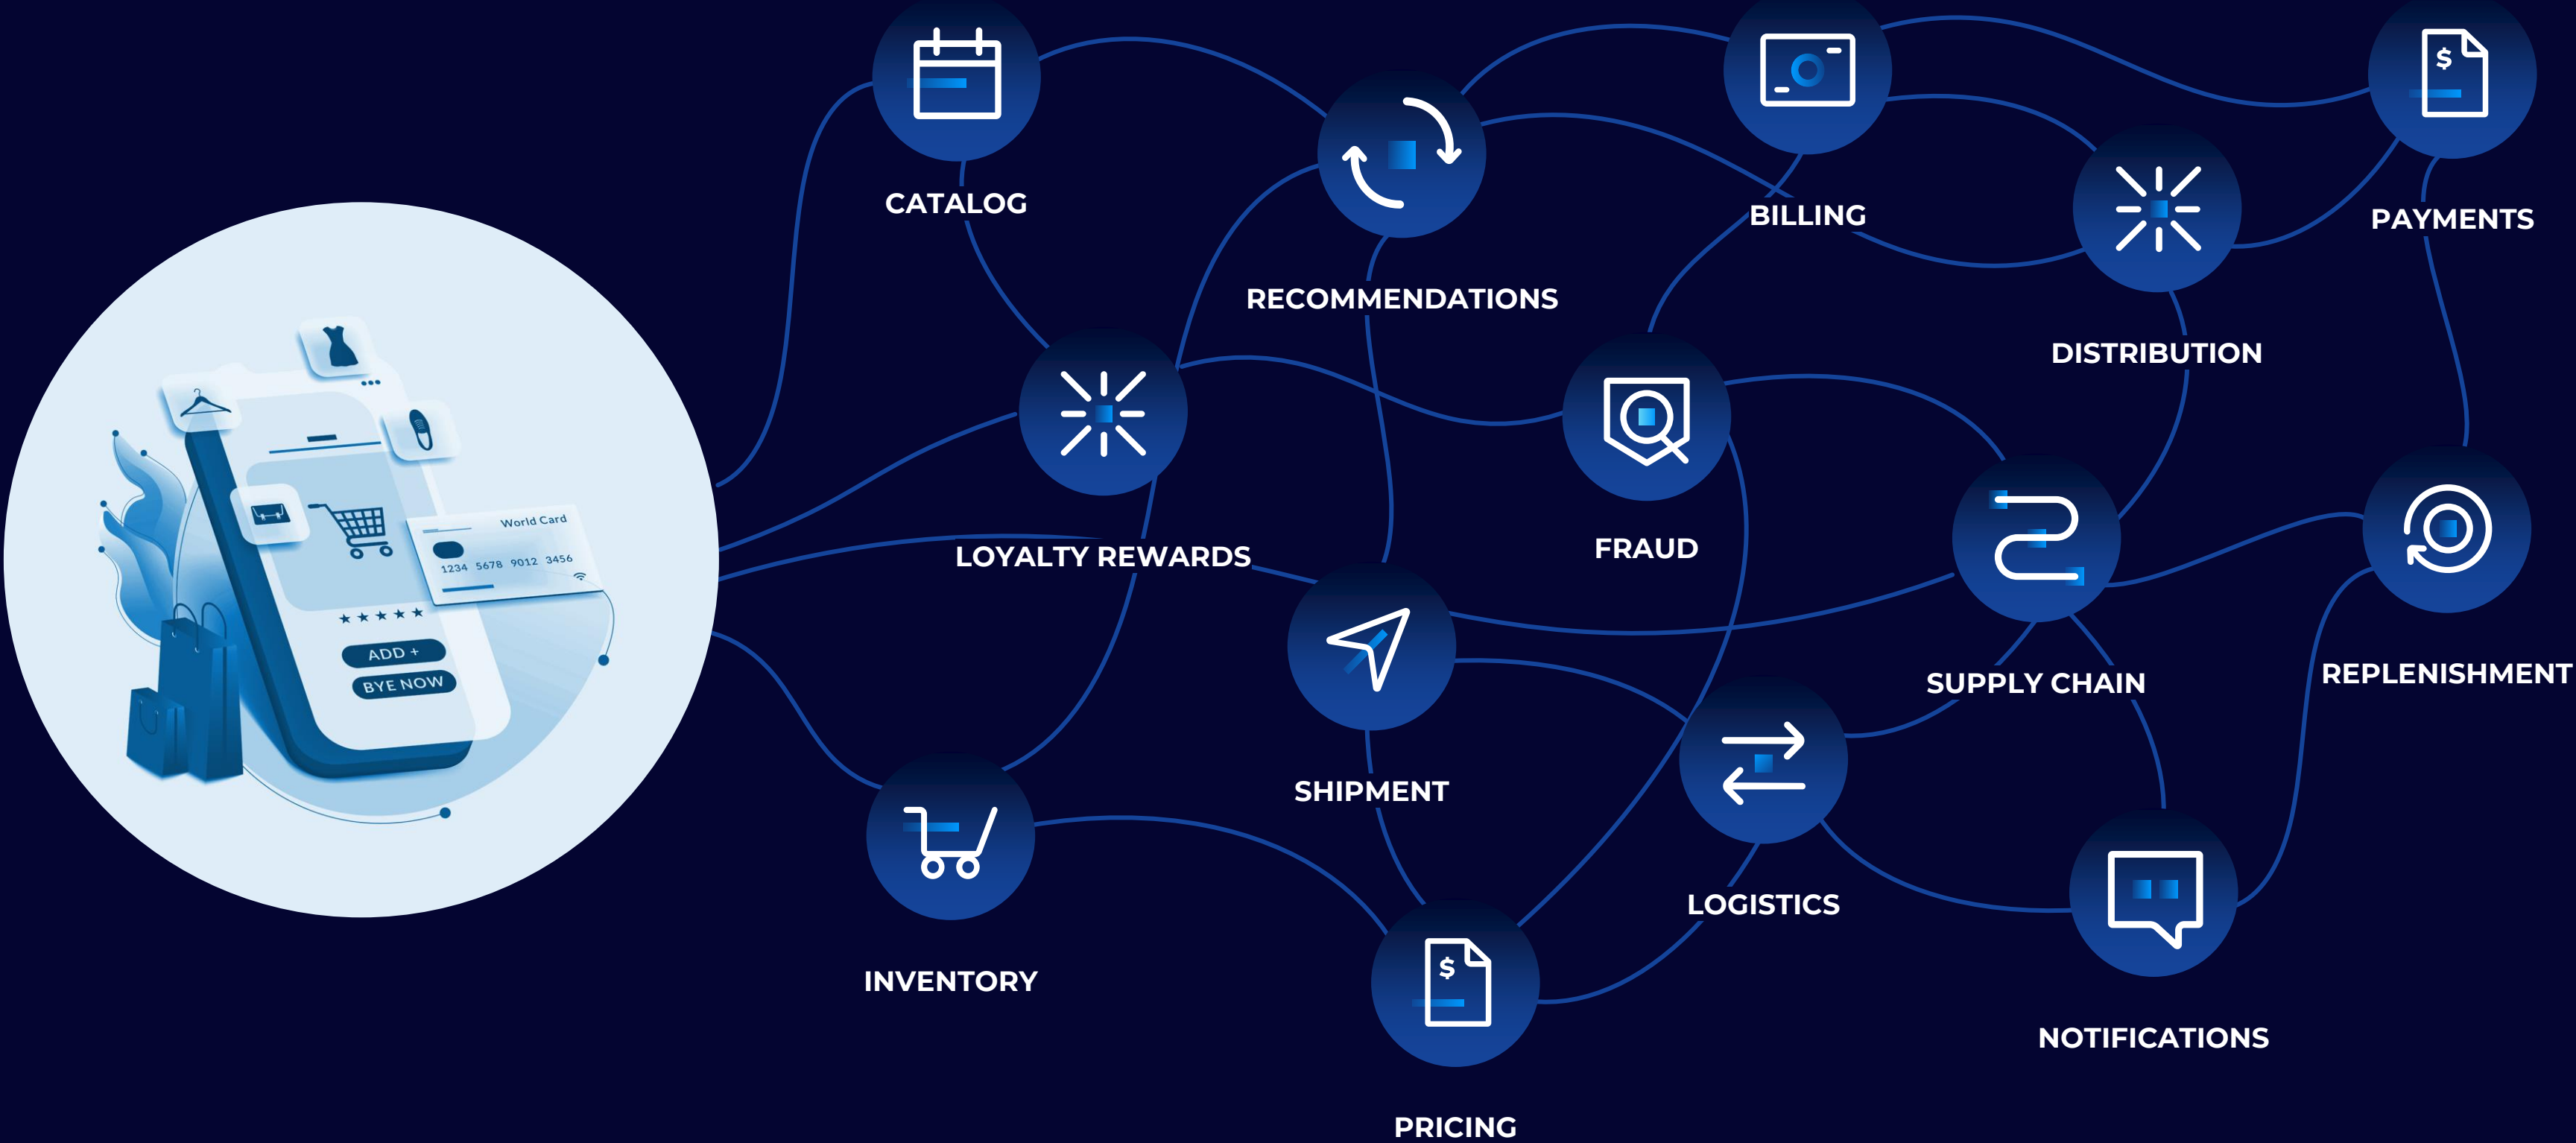 CATALOG
RECOMMENDATIONS
BILLING
$
PAYMENTS
DISTRIBUTION
LOYALTY REWARDS
FRAUD
SUPPLY CHAIN
REPLENISHMENT
SHIPMENT
LOGISTICS
INVENTORY
$
PRICING
NOTIFICATIONS
World Card
1234 5678 9012 3456
ADD +
BYE NOW